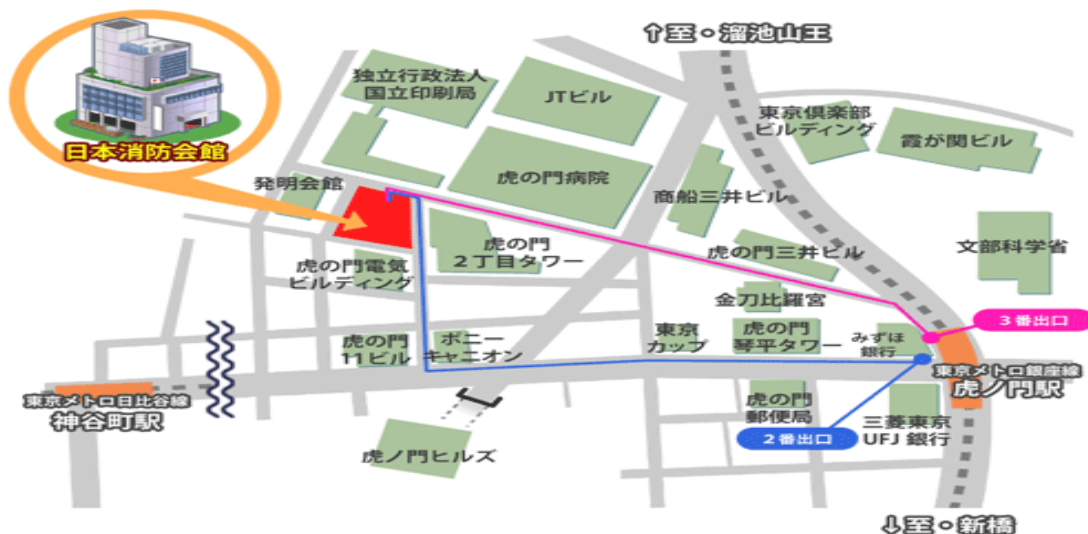 ↑至・溜池山王
独立行政法人
国立印刷局
JTビル
東京倶楽部
ビルディング
霞が関ビル
日本消防会館
発明会館
虎の門病院
商船三井ビル
虎の門
2丁目タワー
虎の門三井ビル
文部科学省
虎の門電気
ビルディング
金刀比羅宮
3番出口
虎の門
11ビル
ポニー
キャニオン
東京
カップ
虎の門
琴平タワー
みずほ
銀行
東京メトロ銀座線
虎ノ門駅
東京メトロ日比谷線
神谷町駅
虎の門
郵便局
2番出口
三菱東京
UFJ銀行
虎ノ門ヒルズ
↓至・新橋